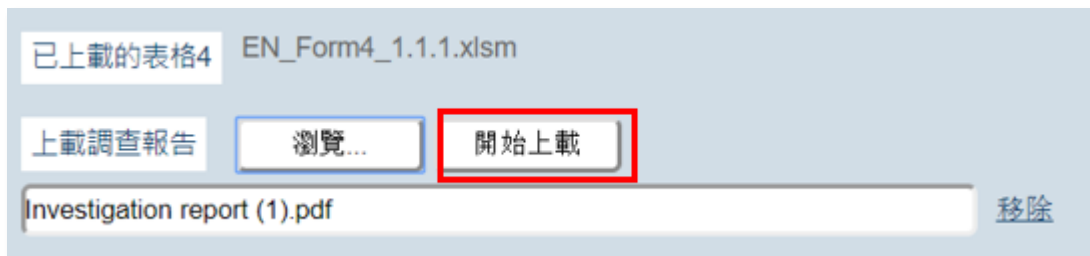 已上載的表格4 EN_Form4_1.1.1.xlsm
上載調查報告 瀏覽... 開始上載
Investigation report (1).pdf 移除